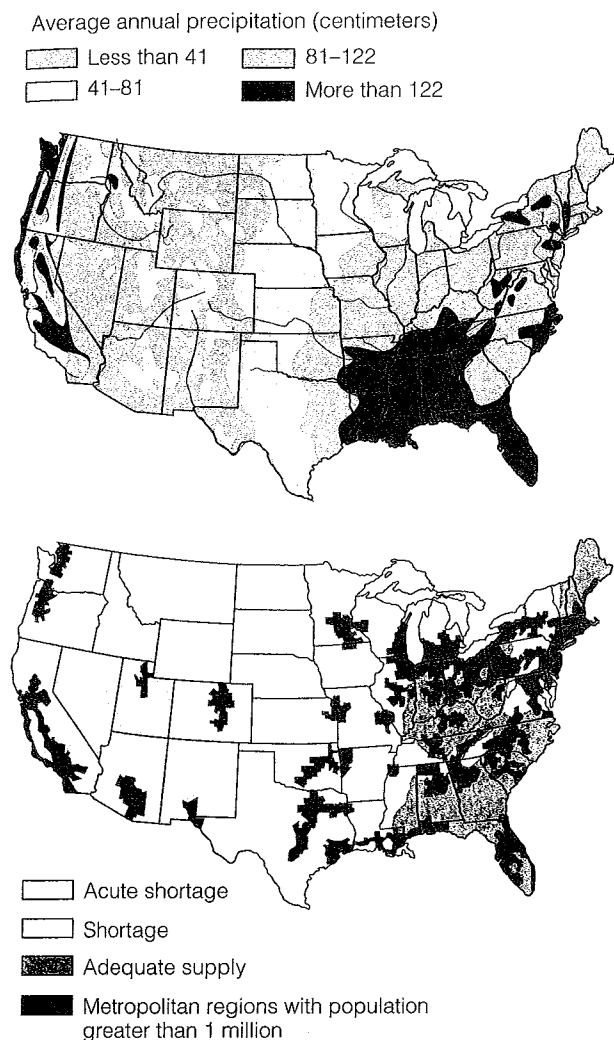 Average annual precipitation (centimeters)
Less than 41
81–122
41–81
More than 122
Acute shortage
Shortage
Adequate supply
Metropolitan regions with population
greater than 1 million